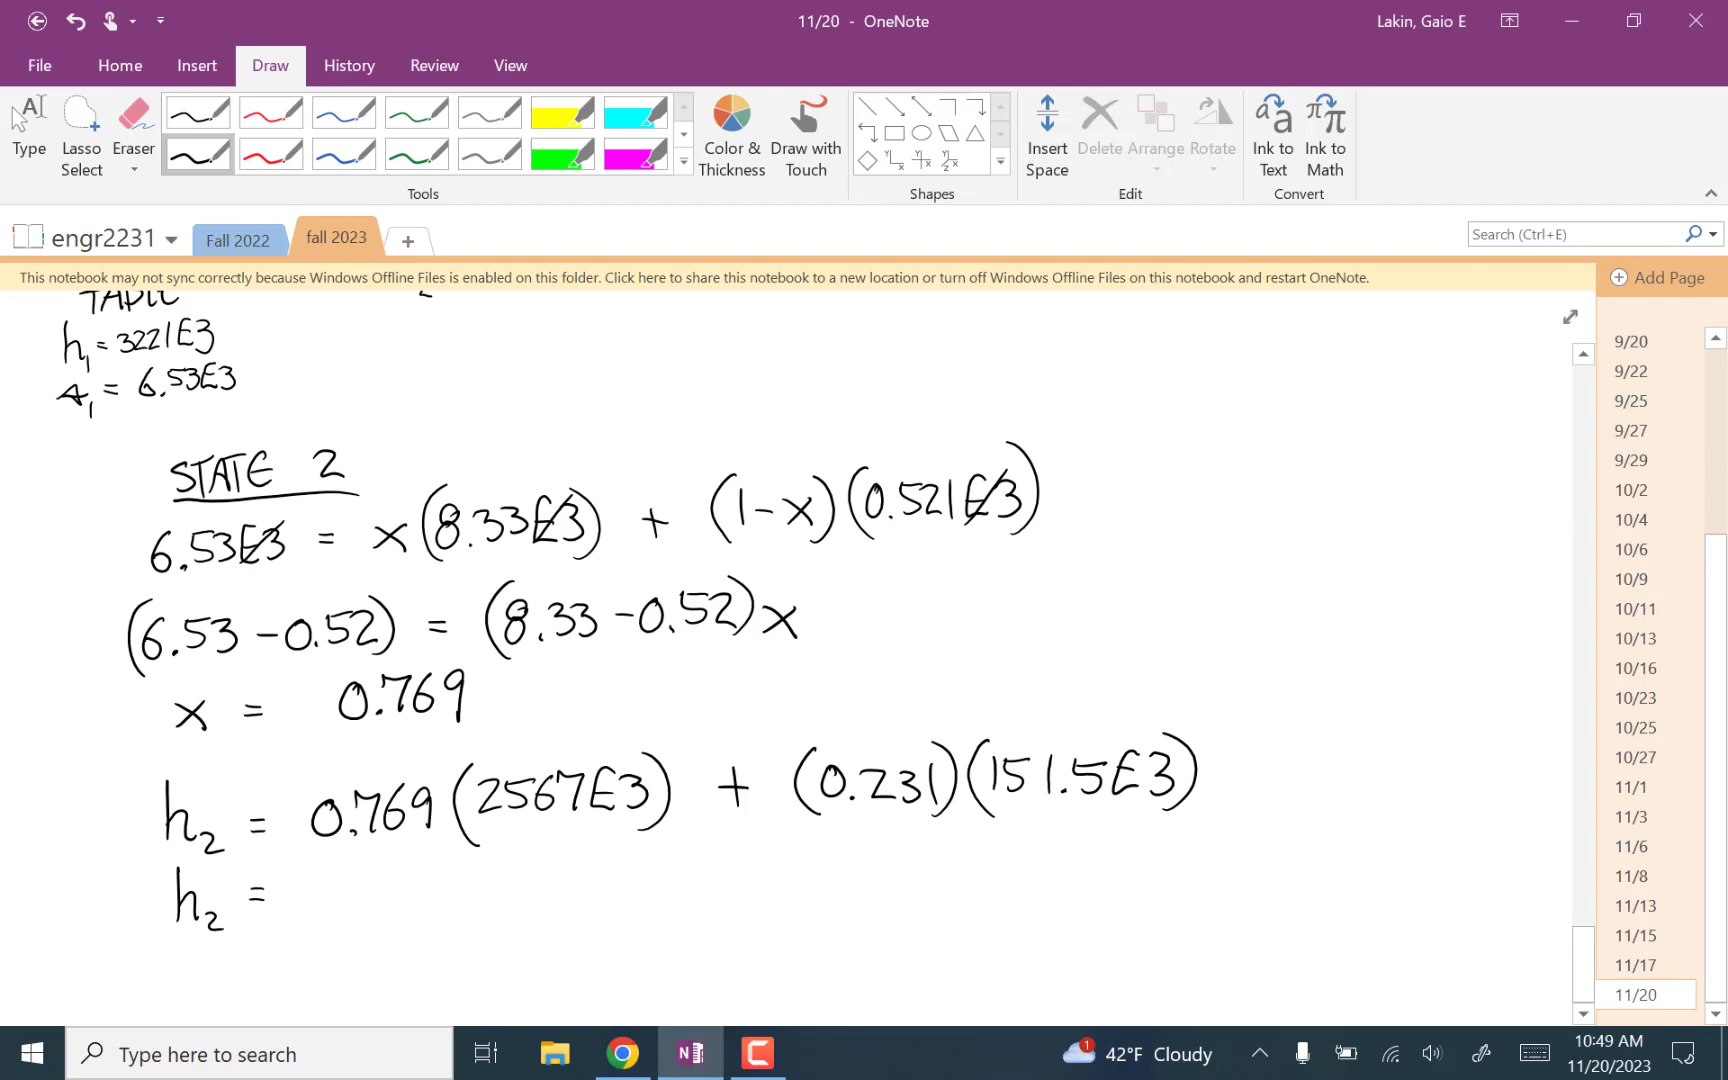 11/20 - OneNote
Lakin, Gaio E
File Home Insert Draw History Review View
Type
Lasso Select
Eraser
Color & Thickness
Draw with Touch
Insert Space
Delete
Arrange
Rotate
Ink to Text
Ink to Math
Tools
Shapes
Edit
Convert
engr2231
Fall 2022
fall 2023
Search (Ctrl+E)
This notebook may not sync correctly because Windows Offline Files is enabled on this folder. Click here to share this notebook to a new location or turn off Windows Offline Files on this notebook and restart OneNote.
Add Page
TABLE
h₁ = 3221E3
s₁ = 6.53E3
STATE 2
6.53E3 = x(8.33E3) + (1-x)(0.521E3)
(6.53 -0.52) = (8.33 -0.52)x
x = 0.769
h₂ = 0.769(2567E3) + (0.231)(151.5E3)
h₂ =
9/20
9/22
9/25
9/27
9/29
10/2
10/4
10/6
10/9
10/11
10/13
10/16
10/23
10/25
10/27
11/1
11/3
11/6
11/8
11/13
11/15
11/17
11/20
Type here to search
1
42°F Cloudy
10:49 AM
11/20/2023